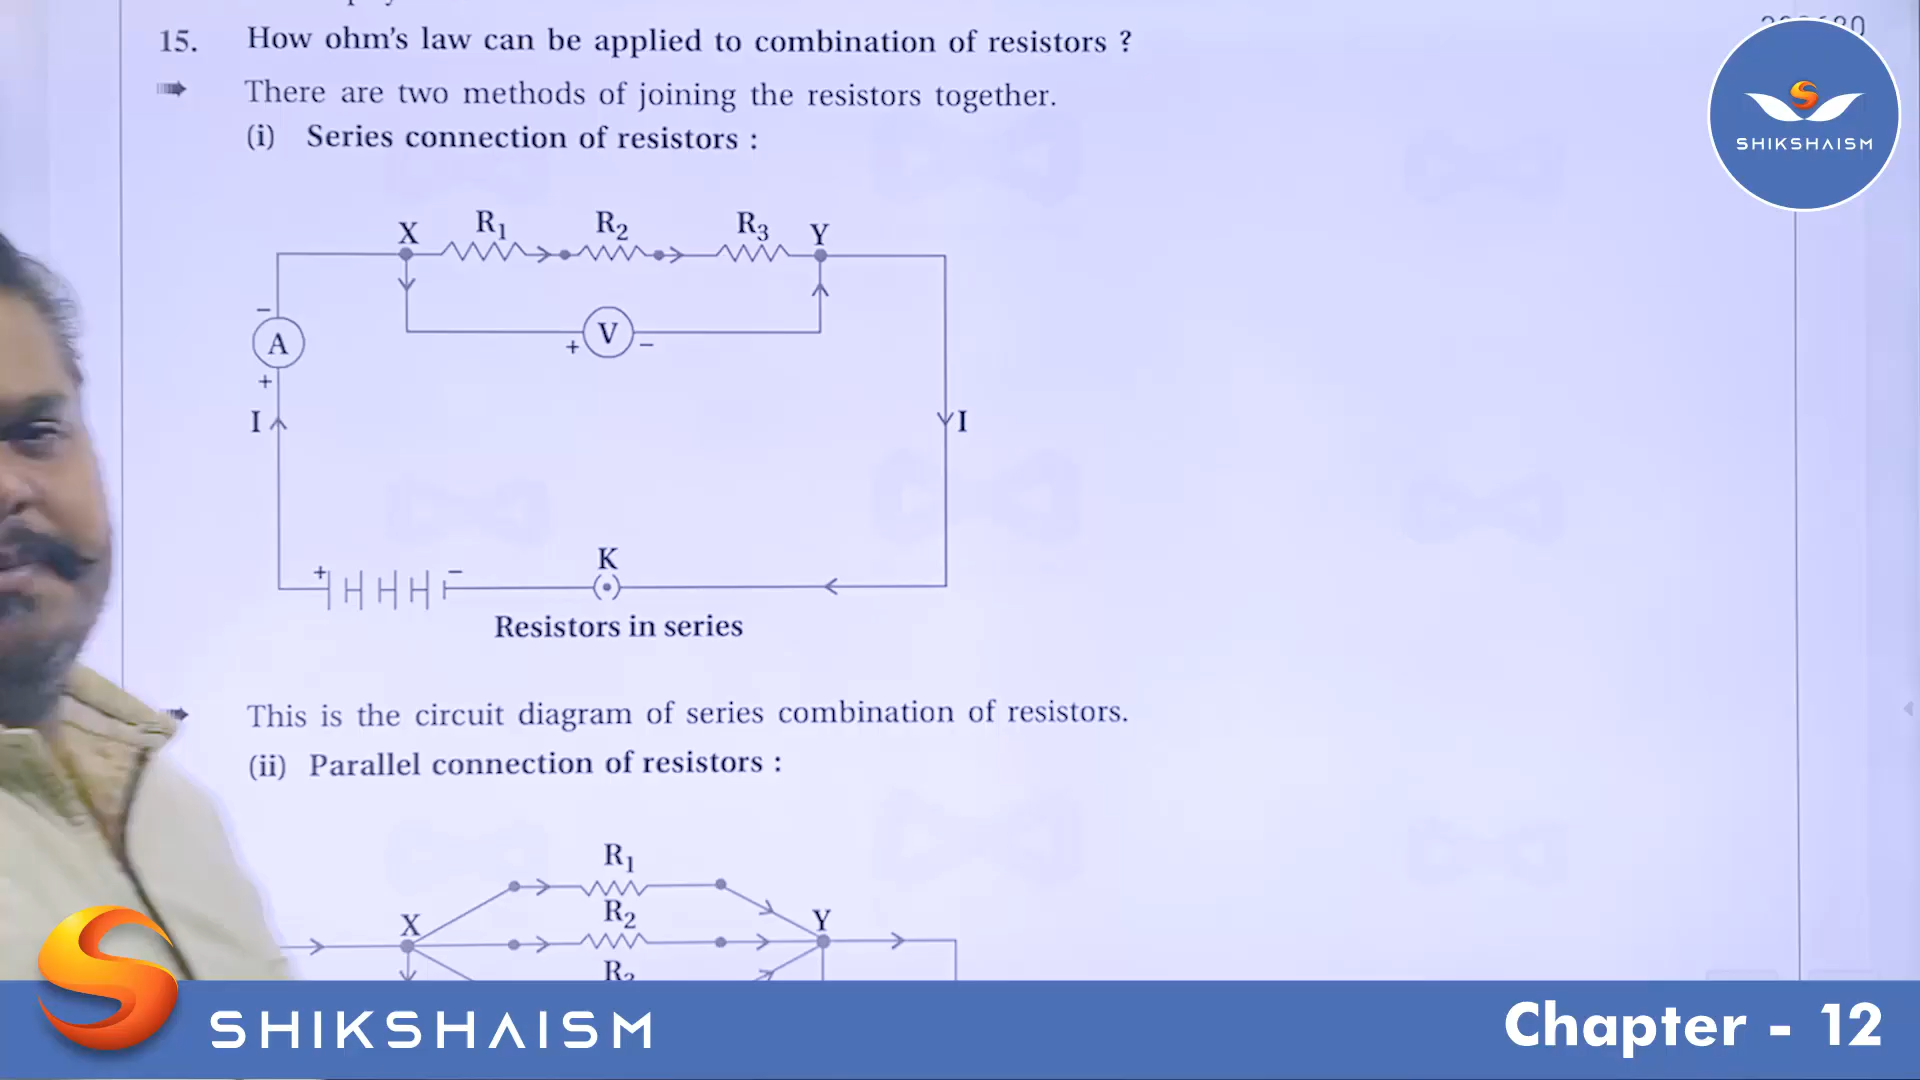 15. How ohm's law can be applied to combination of resistors ?
There are two methods of joining the resistors together.
(i) Series connection of resistors :
SHIKSHAISM
X R1 R2 R3 Y
− A +
+ V −
I
I
+ −
K
Resistors in series
This is the circuit diagram of series combination of resistors.
(ii) Parallel connection of resistors :
R1
X R2 Y
SHIKSHAISM
Chapter - 12